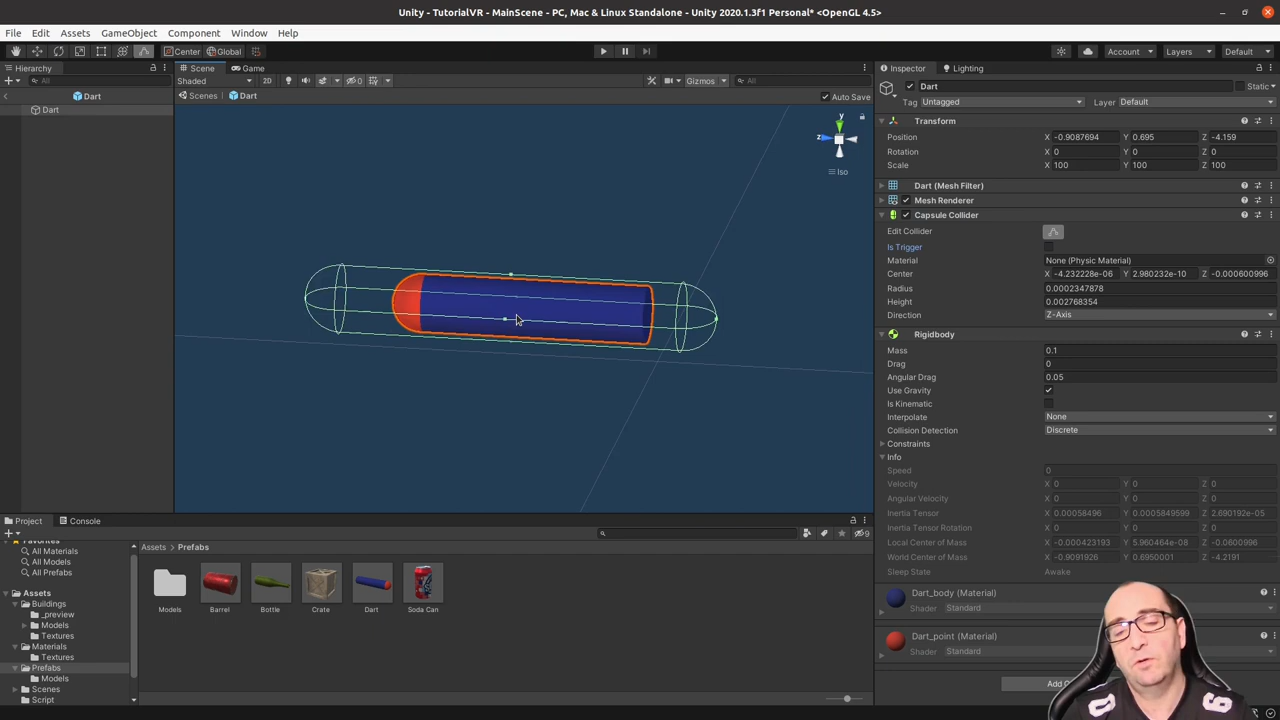 Unity - TutorialVR - MainScene - PC, Mac & Linux Standalone - Unity 2020.1.3f1 Personal* <OpenGL 4.5>
File Edit Assets GameObject Component Window Help
Center Global Account Layers Default
Hierarchy
All
Dart
Dart
Scene Game
Shaded 2D 0 Gizmos All
Scenes Dart Auto Save
y
z
Iso
Project Console
9
Favorites
All Materials
All Models
All Prefabs
Assets
Buildings
_preview
Models
Textures
Materials
Textures
Prefabs
Models
Scenes
Script
Assets > Prefabs
Models Barrel Bottle Crate Dart Soda Can
Inspector Lighting
Dart Static
Tag Untagged Layer Default
Transform
Position X -0.9087694 Y 0.695 Z -4.159
Rotation X 0 Y 0 Z 0
Scale X 100 Y 100 Z 100
Dart (Mesh Filter)
Mesh Renderer
Capsule Collider
Edit Collider
Is Trigger
Material None (Physic Material)
Center X -4.232228e-06 Y 2.980232e-10 Z -0.000600996
Radius 0.0002347878
Height 0.002768354
Direction Z-Axis
Rigidbody
Mass 0.1
Drag 0
Angular Drag 0.05
Use Gravity
Is Kinematic
Interpolate None
Collision Detection Discrete
Constraints
Info
Speed 0
Velocity X 0 Y 0 Z 0
Angular Velocity X 0 Y 0 Z 0
Inertia Tensor X 0.00058496 Y 0.0005849599 Z 2.690192e-05
Inertia Tensor Rotation X 0 Y 0 Z 0
Local Center of Mass X -0.000423193 Y 5.960464e-08 Z -0.0600996
World Center of Mass X -0.9091926 Y 0.6950001 Z -4.2191
Sleep State Awake
Dart_body (Material)
Shader Standard
Dart_point (Material)
Shader Standard
Add